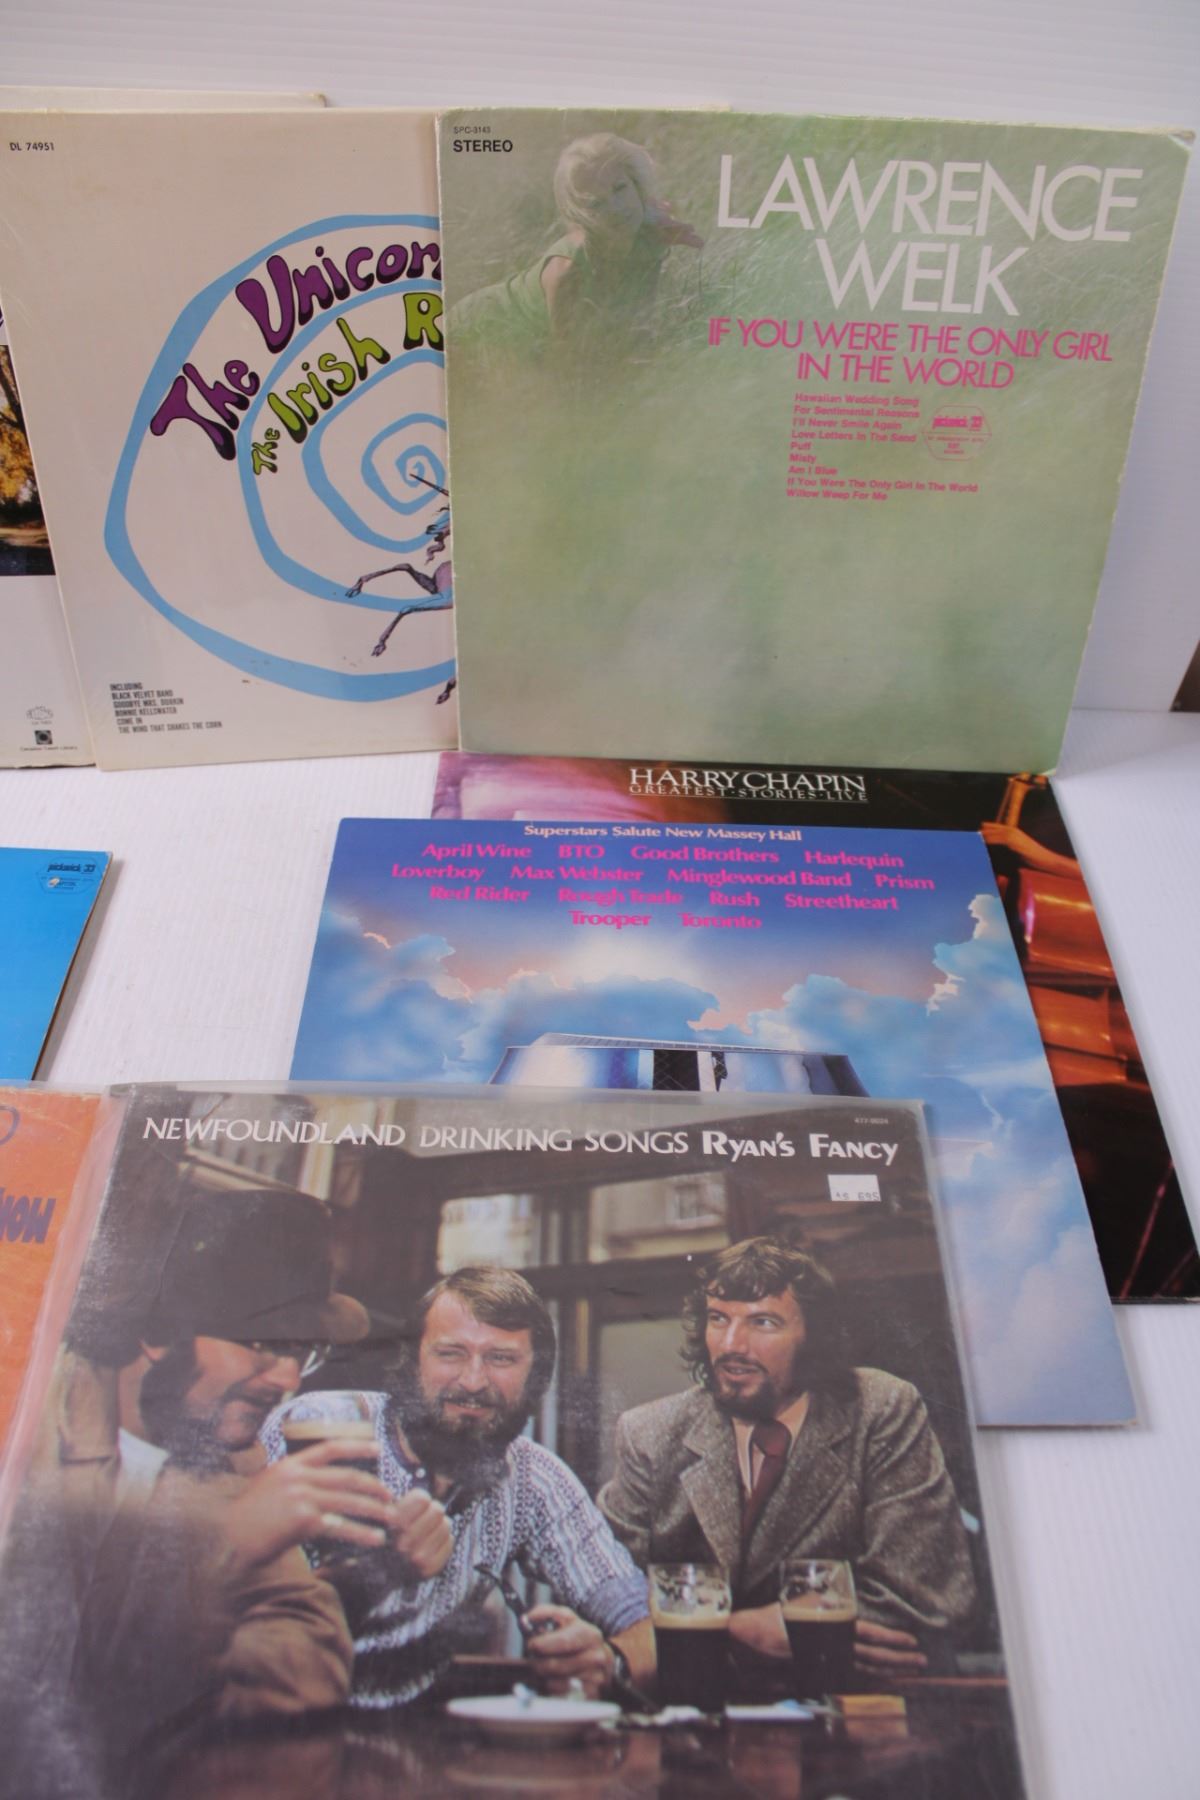 DL 74951
The Unicorn
The Irish R
INCLUDING
BLACK VELVET BAND
GOODBYE MRS. DURKIN
BONNIE KELLSWATER
COME IN
THE WIND THAT SHAKES THE CORN
SPC-3143
STEREO
LAWRENCE
WELK
IF YOU WERE THE ONLY GIRL
IN THE WORLD
Hawaiian Wedding Song
For Sentimental Reasons
I'll Never Smile Again
Love Letters In The Sand
Puff
Misty
Am I Blue
If You Were The Only Girl In The World
Willow Weep For Me
pickwick 33
HARRY CHAPIN
GREATEST • STORIES • LIVE
pickwick 33
Superstars Salute New Massey Hall
April Wine BTO Good Brothers Harlequin
Loverboy Max Webster Minglewood Band Prism
Red Rider Rough Trade Rush Streetheart
Trooper Toronto
NEWFOUNDLAND DRINKING SONGS RYAN'S FANCY
477-9024
695